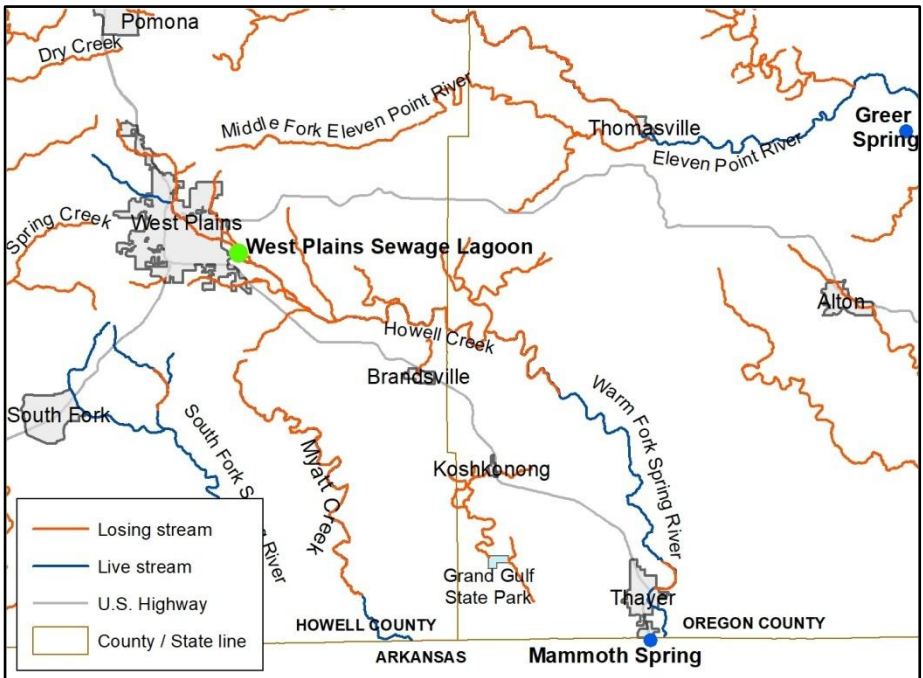 Pomona
Dry Creek
Middle Fork Eleven Point River
Thomasville
Greer
Spring
Eleven Point River
West Plains
Spring Creek
West Plains Sewage Lagoon
Alton
Howell Creek
Brandsville
South Fork
South Fork S
River
Myatt Creek
Warm Fork Spring River
Koshkonong
Grand Gulf
State Park
Thayer
Losing stream
Live stream
U.S. Highway
County / State line
HOWELL COUNTY
OREGON COUNTY
ARKANSAS
Mammoth Spring